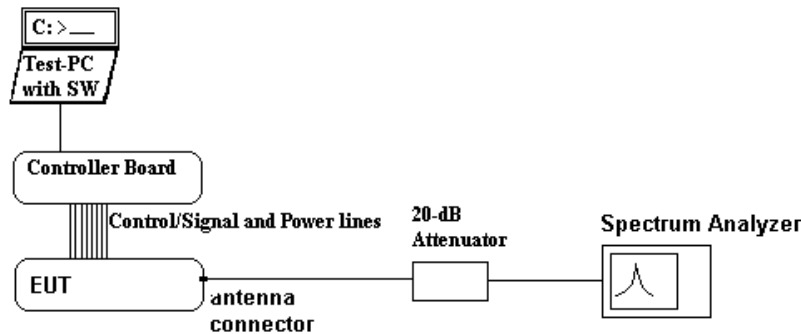 C:>__
Test-PC
with SW
Controller Board
Control/Signal and Power lines
20-dB
Attenuator
Spectrum Analyzer
EUT
antenna
connector